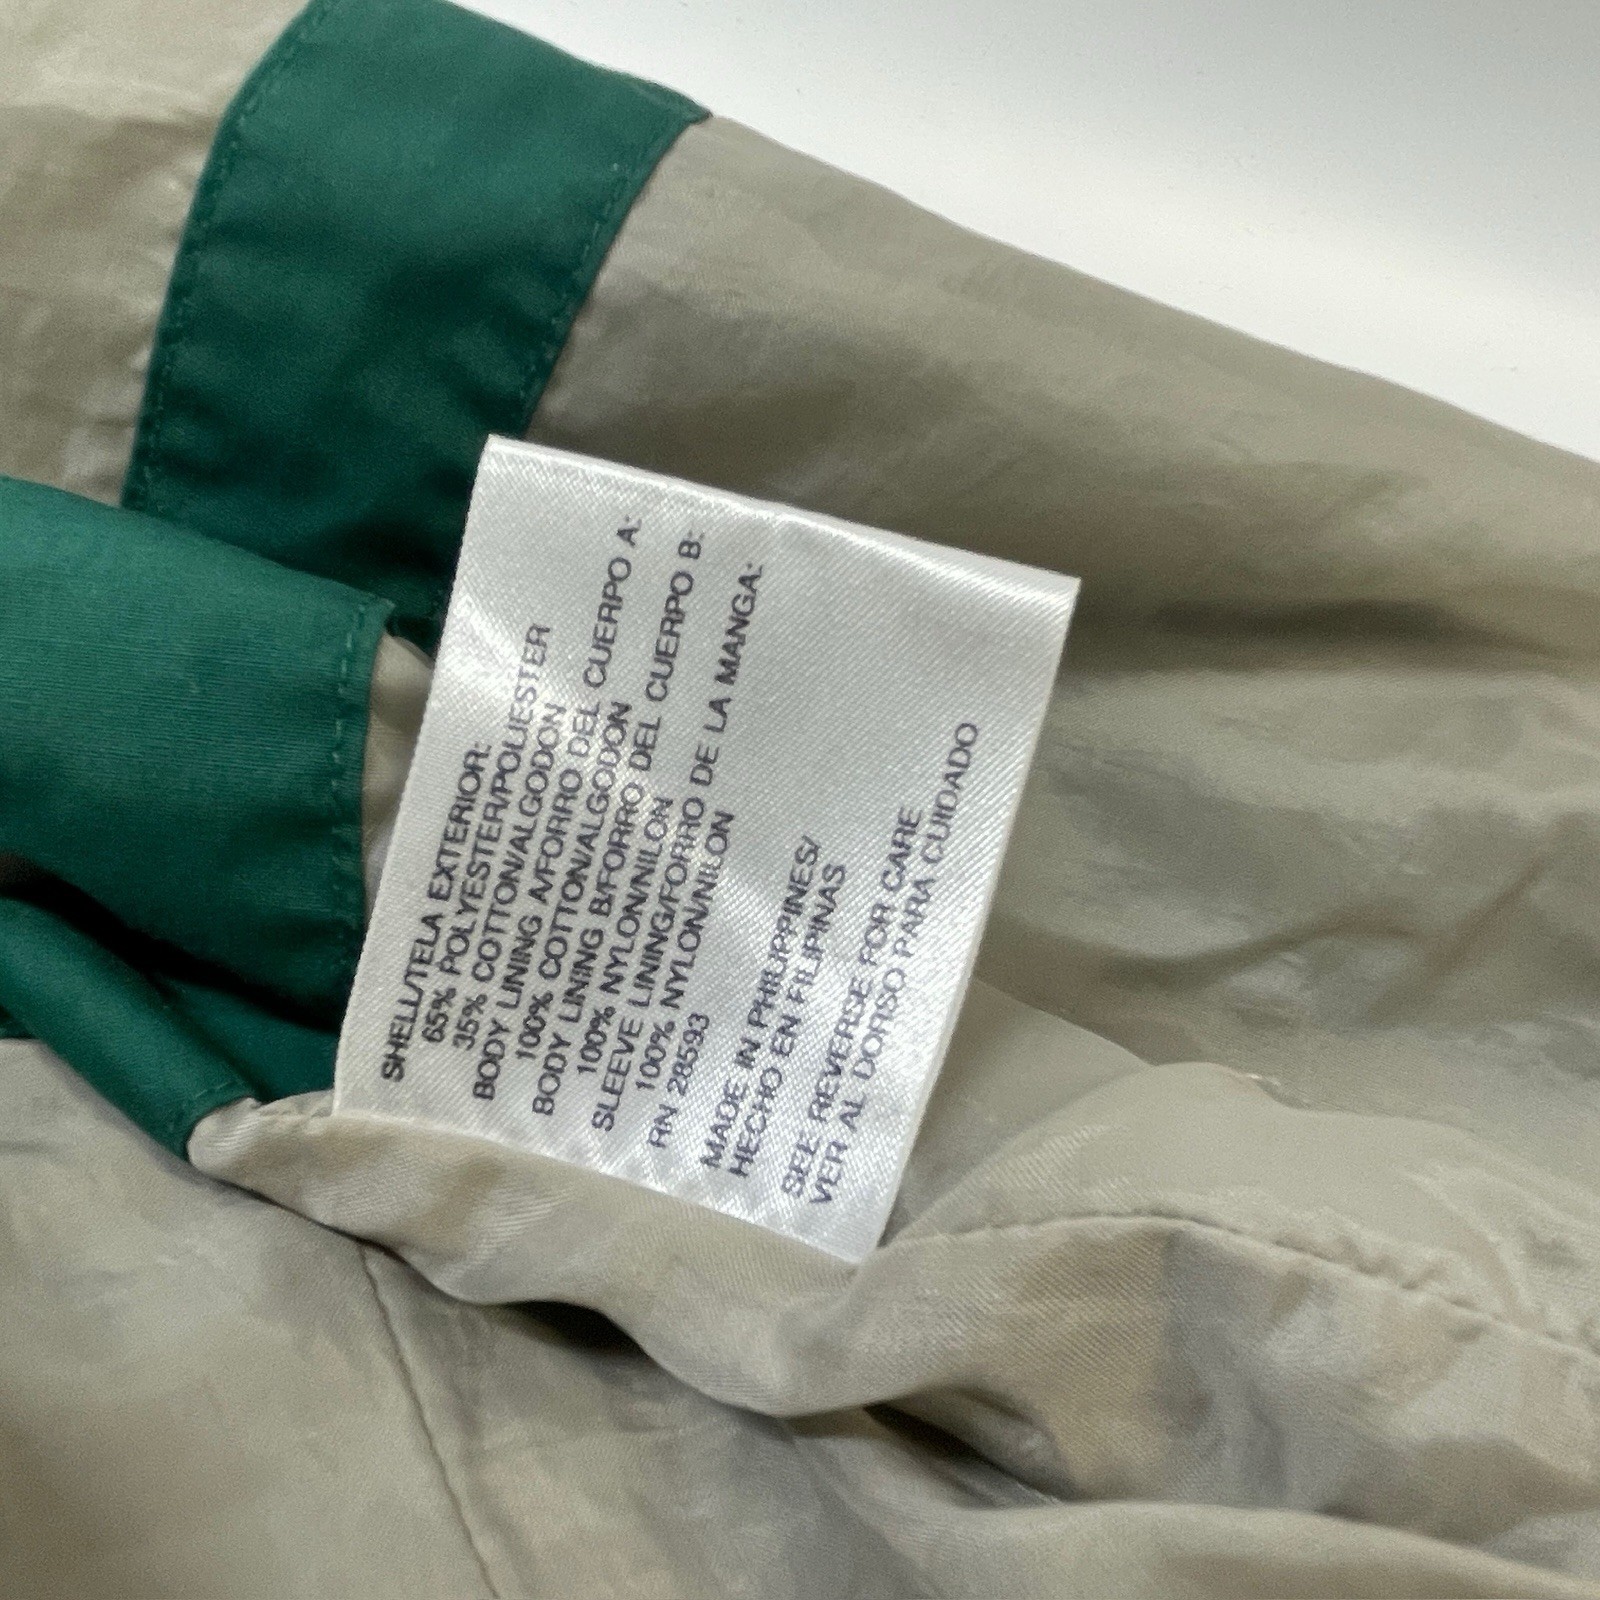 SHELL/TELA EXTERIOR:
65% POLYESTER/POLIESTER
35% COTTON/ALGODON
BODY LINING A/FORRO DEL CUERPO A:
100% COTTON/ALGODON
BODY LINING B/FORRO DEL CUERPO B:
100% NYLON/NILON
SLEEVE LINING/FORRO DE LA MANGA:
100% NYLON/NILON
RN 28593
MADE IN PHILIPPINES/
HECHO EN FILIPINAS
SEE REVERSE FOR CARE
VER AL DORSO PARA CUIDADO